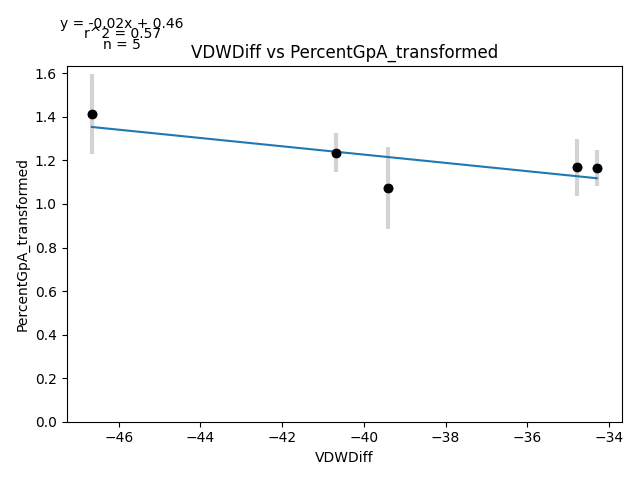 y = -0.02x + 0.46
r^2 = 0.57
n = 5
VDWDiff vs PercentGpA_transformed
PercentGpA_transformed
1.6
1.4
1.2
1.0
0.8
0.6
0.4
0.2
0.0
−46
−44
−42
−40
−38
−36
−34
VDWDiff